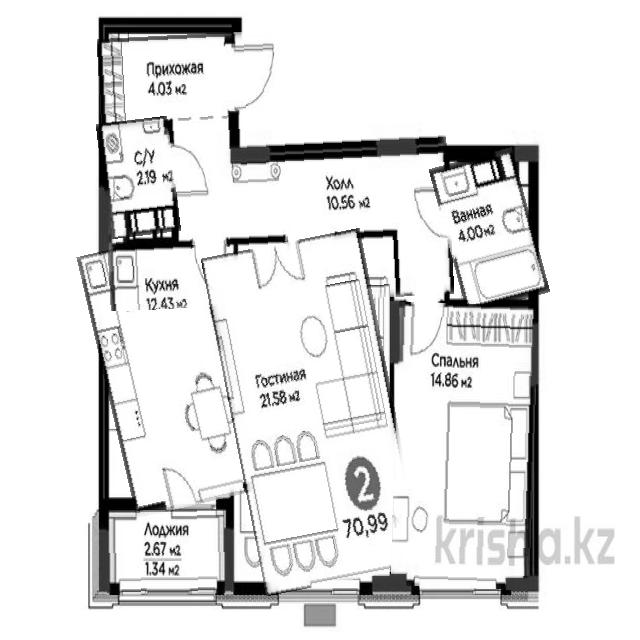 Прихожая
4.03 м2
С/У
2.19 м2
Холл
10.56 м2
Ванная
4.00 м2
Кухня
12.43 м2
Гостиная
21.58 м2
Спальня
14.86 м2
2
70,99
Лоджия
2.67 м2
1.34 м2
krisha.kz